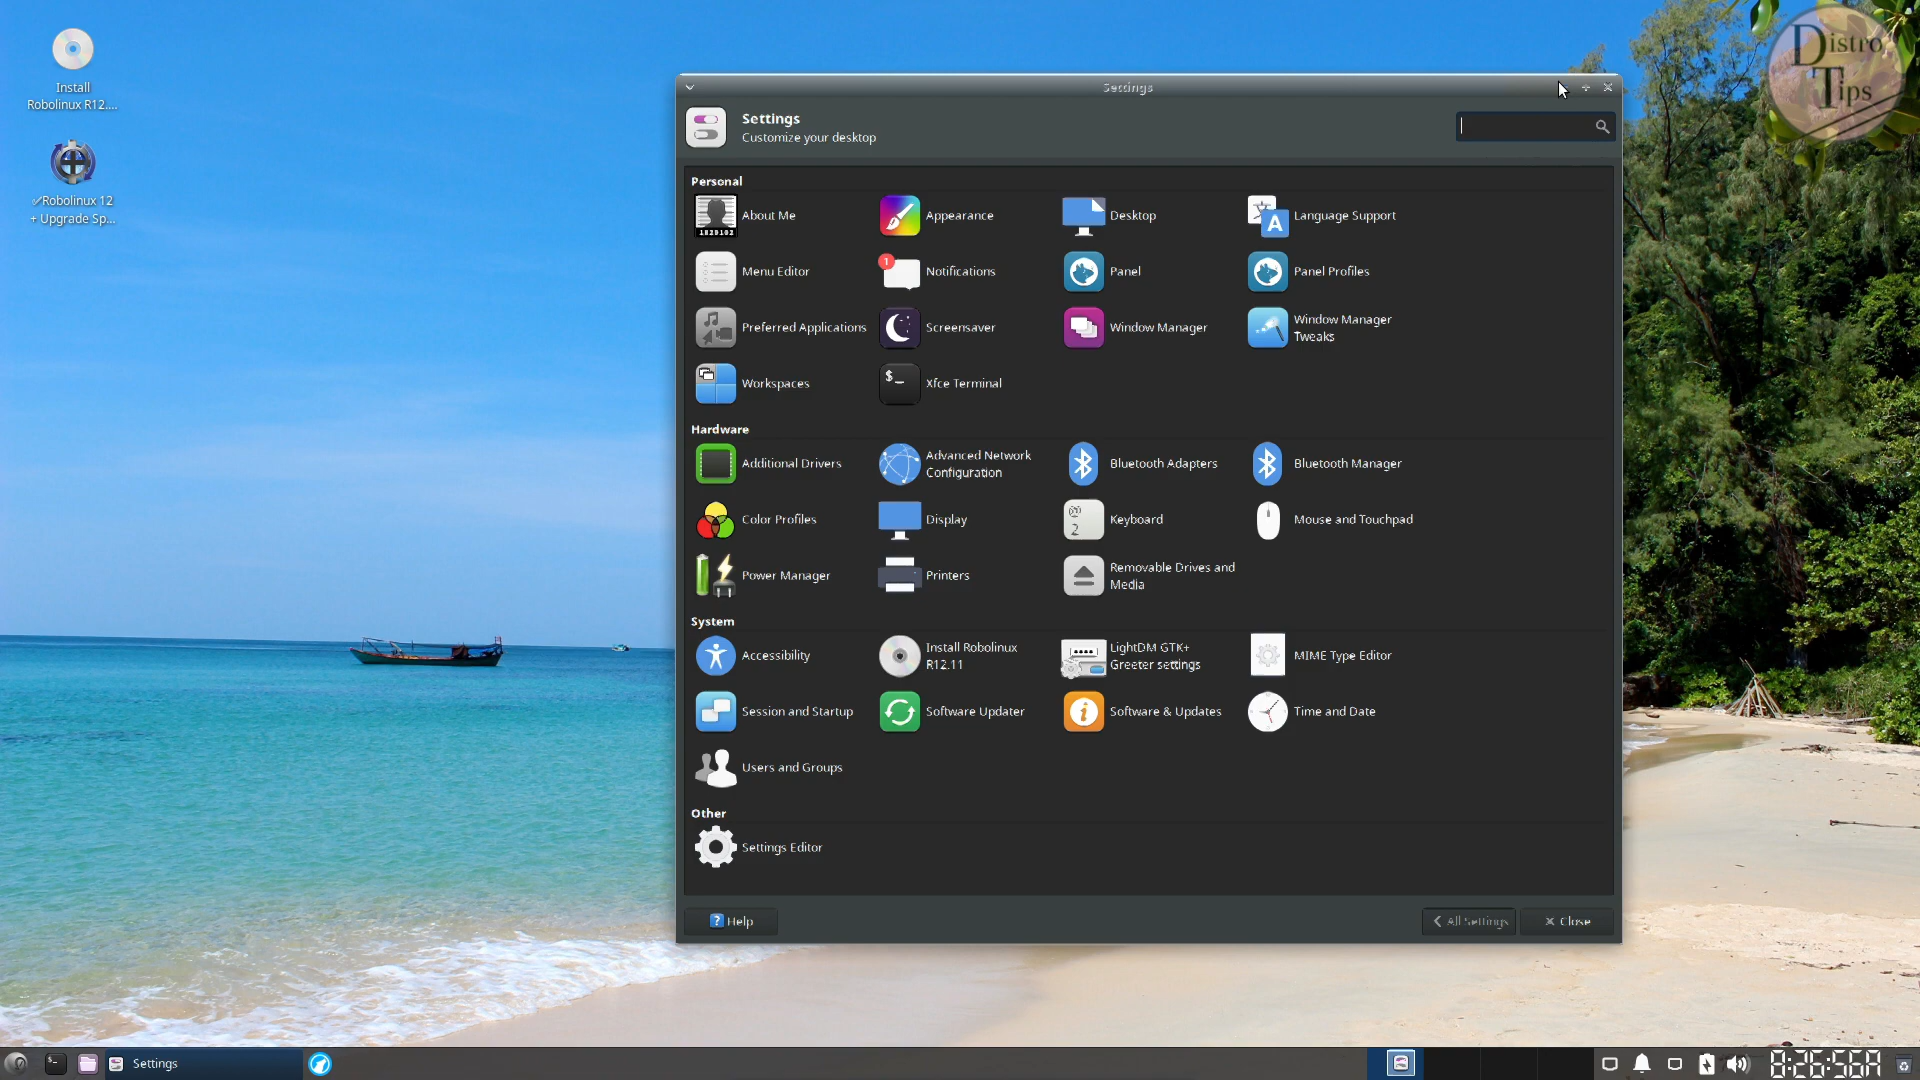 Install
Robolinux R12....
✓Robolinux 12
+ Upgrade Sp...
Distro
Tips
Settings
Settings
Customize your desktop
Personal
About Me
Appearance
Desktop
Language Support
Menu Editor
Notifications
Panel
Panel Profiles
Preferred Applications
Screensaver
Window Manager
Window Manager
Tweaks
Workspaces
Xfce Terminal
Hardware
Additional Drivers
Advanced Network
Configuration
Bluetooth Adapters
Bluetooth Manager
Color Profiles
Display
Keyboard
Mouse and Touchpad
Power Manager
Printers
Removable Drives and
Media
System
Accessibility
Install Robolinux
R12.11
LightDM GTK+
Greeter settings
MIME Type Editor
Session and Startup
Software Updater
Software & Updates
Time and Date
Users and Groups
Other
Settings Editor
Help
All Settings
Close
Settings
8:26:56A